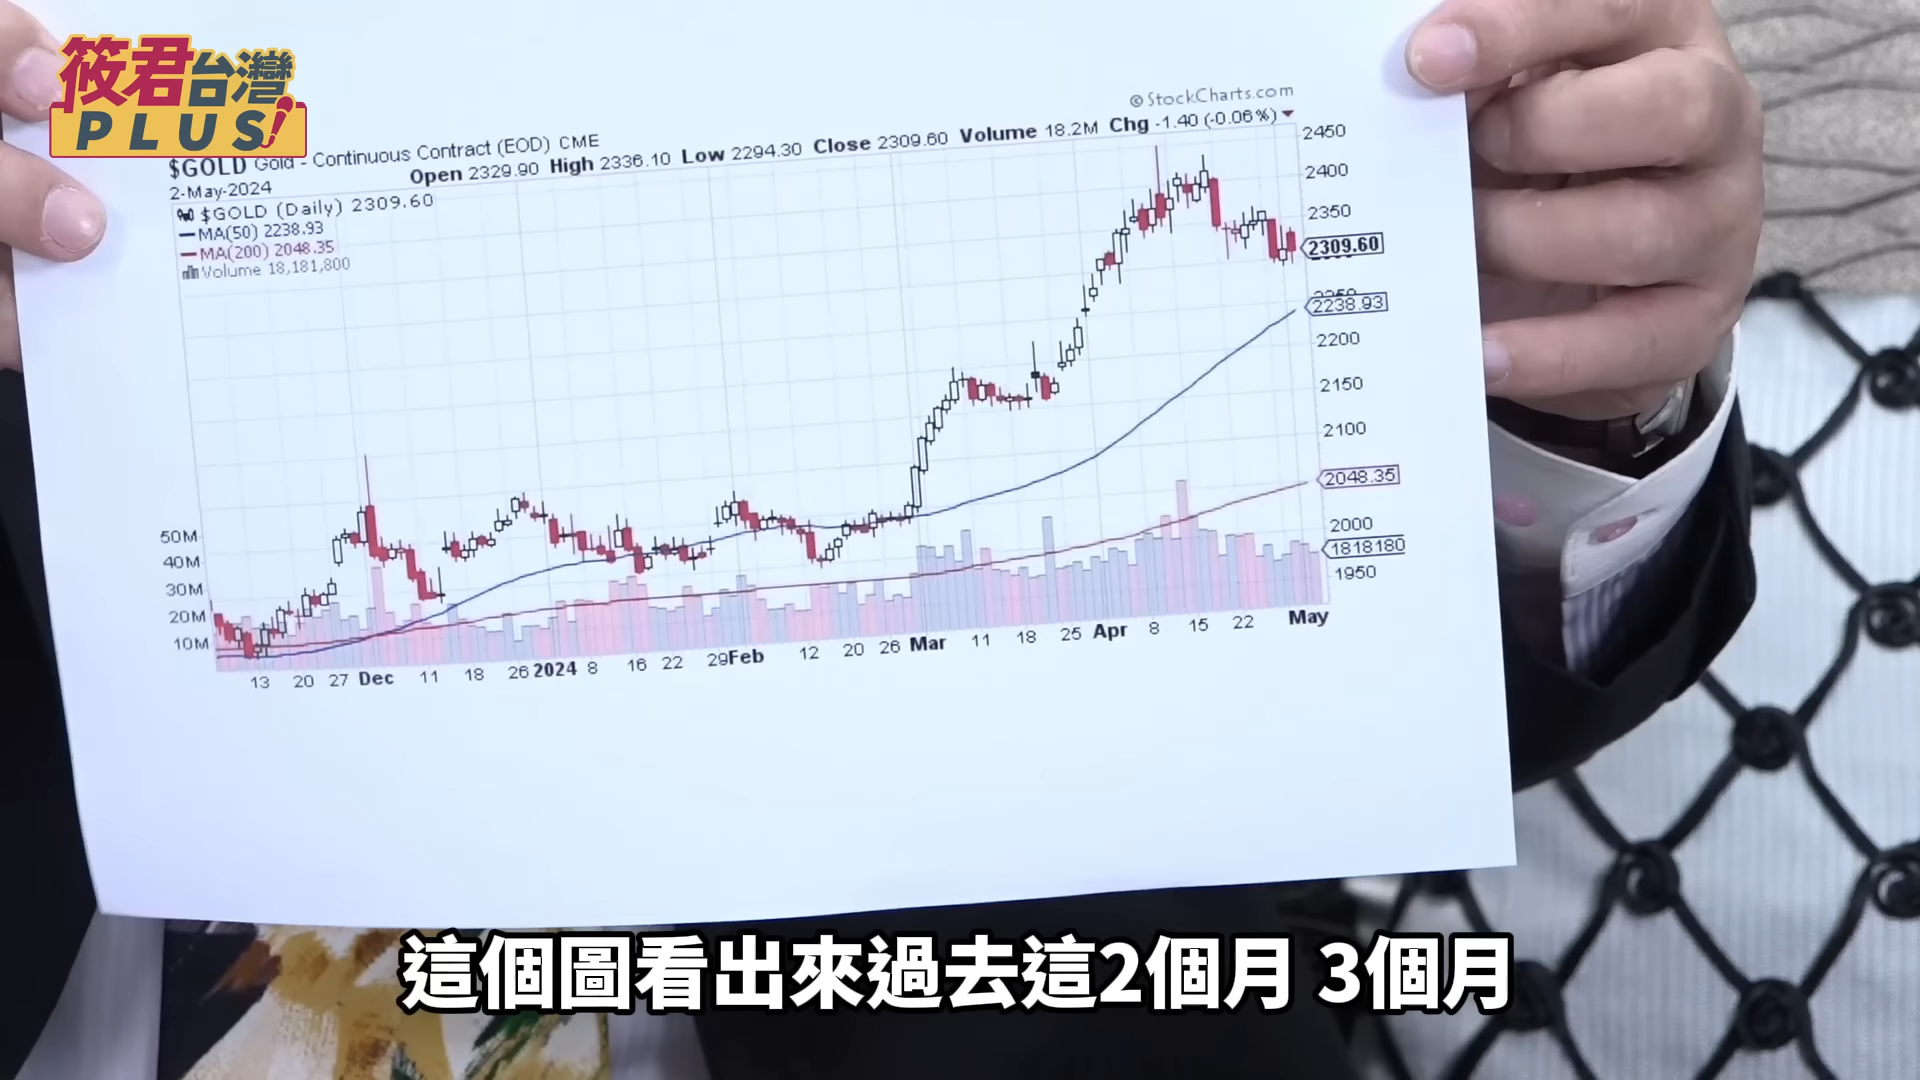 筱君台灣
PLUS!
© StockCharts.com
$GOLD Gold - Continuous Contract (EOD) CME
2-May-2024
Open 2329.90 High 2336.10 Low 2294.30 Close 2309.60 Volume 18.2M Chg -1.40 (-0.06%)
$GOLD (Daily) 2309.60
MA(50) 2238.93
MA(200) 2048.35
Volume 18,181,800
2450
2400
2350
2309.60
2238.93
2200
2150
2100
2048.35
2000
1818180
1950
50M
40M
30M
20M
10M
13 20 27 Dec 11 18 26 2024 8 16 22 29 Feb 12 20 26 Mar 11 18 25 Apr 8 15 22 May
這個圖看出來過去這2個月 3個月